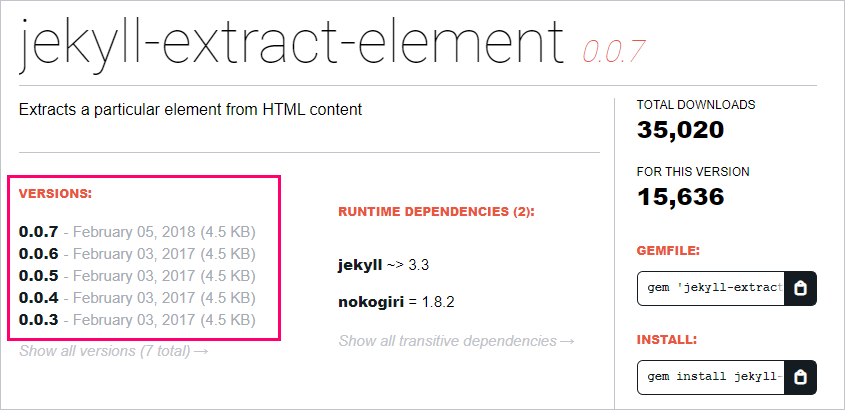 jekyll-extract-element 0.0.7
Extracts a particular element from HTML content
VERSIONS:
0.0.7 - February 05, 2018 (4.5 KB)
0.0.6 - February 03, 2017 (4.5 KB)
0.0.5 - February 03, 2017 (4.5 KB)
0.0.4 - February 03, 2017 (4.5 KB)
0.0.3 - February 03, 2017 (4.5 KB)
Show all versions (7 total) →
RUNTIME DEPENDENCIES (2):
jekyll ~> 3.3
nokogiri = 1.8.2
Show all transitive dependencies →
TOTAL DOWNLOADS
35,020
FOR THIS VERSION
15,636
GEMFILE:
gem 'jekyll-extract
INSTALL:
gem install jekyll-